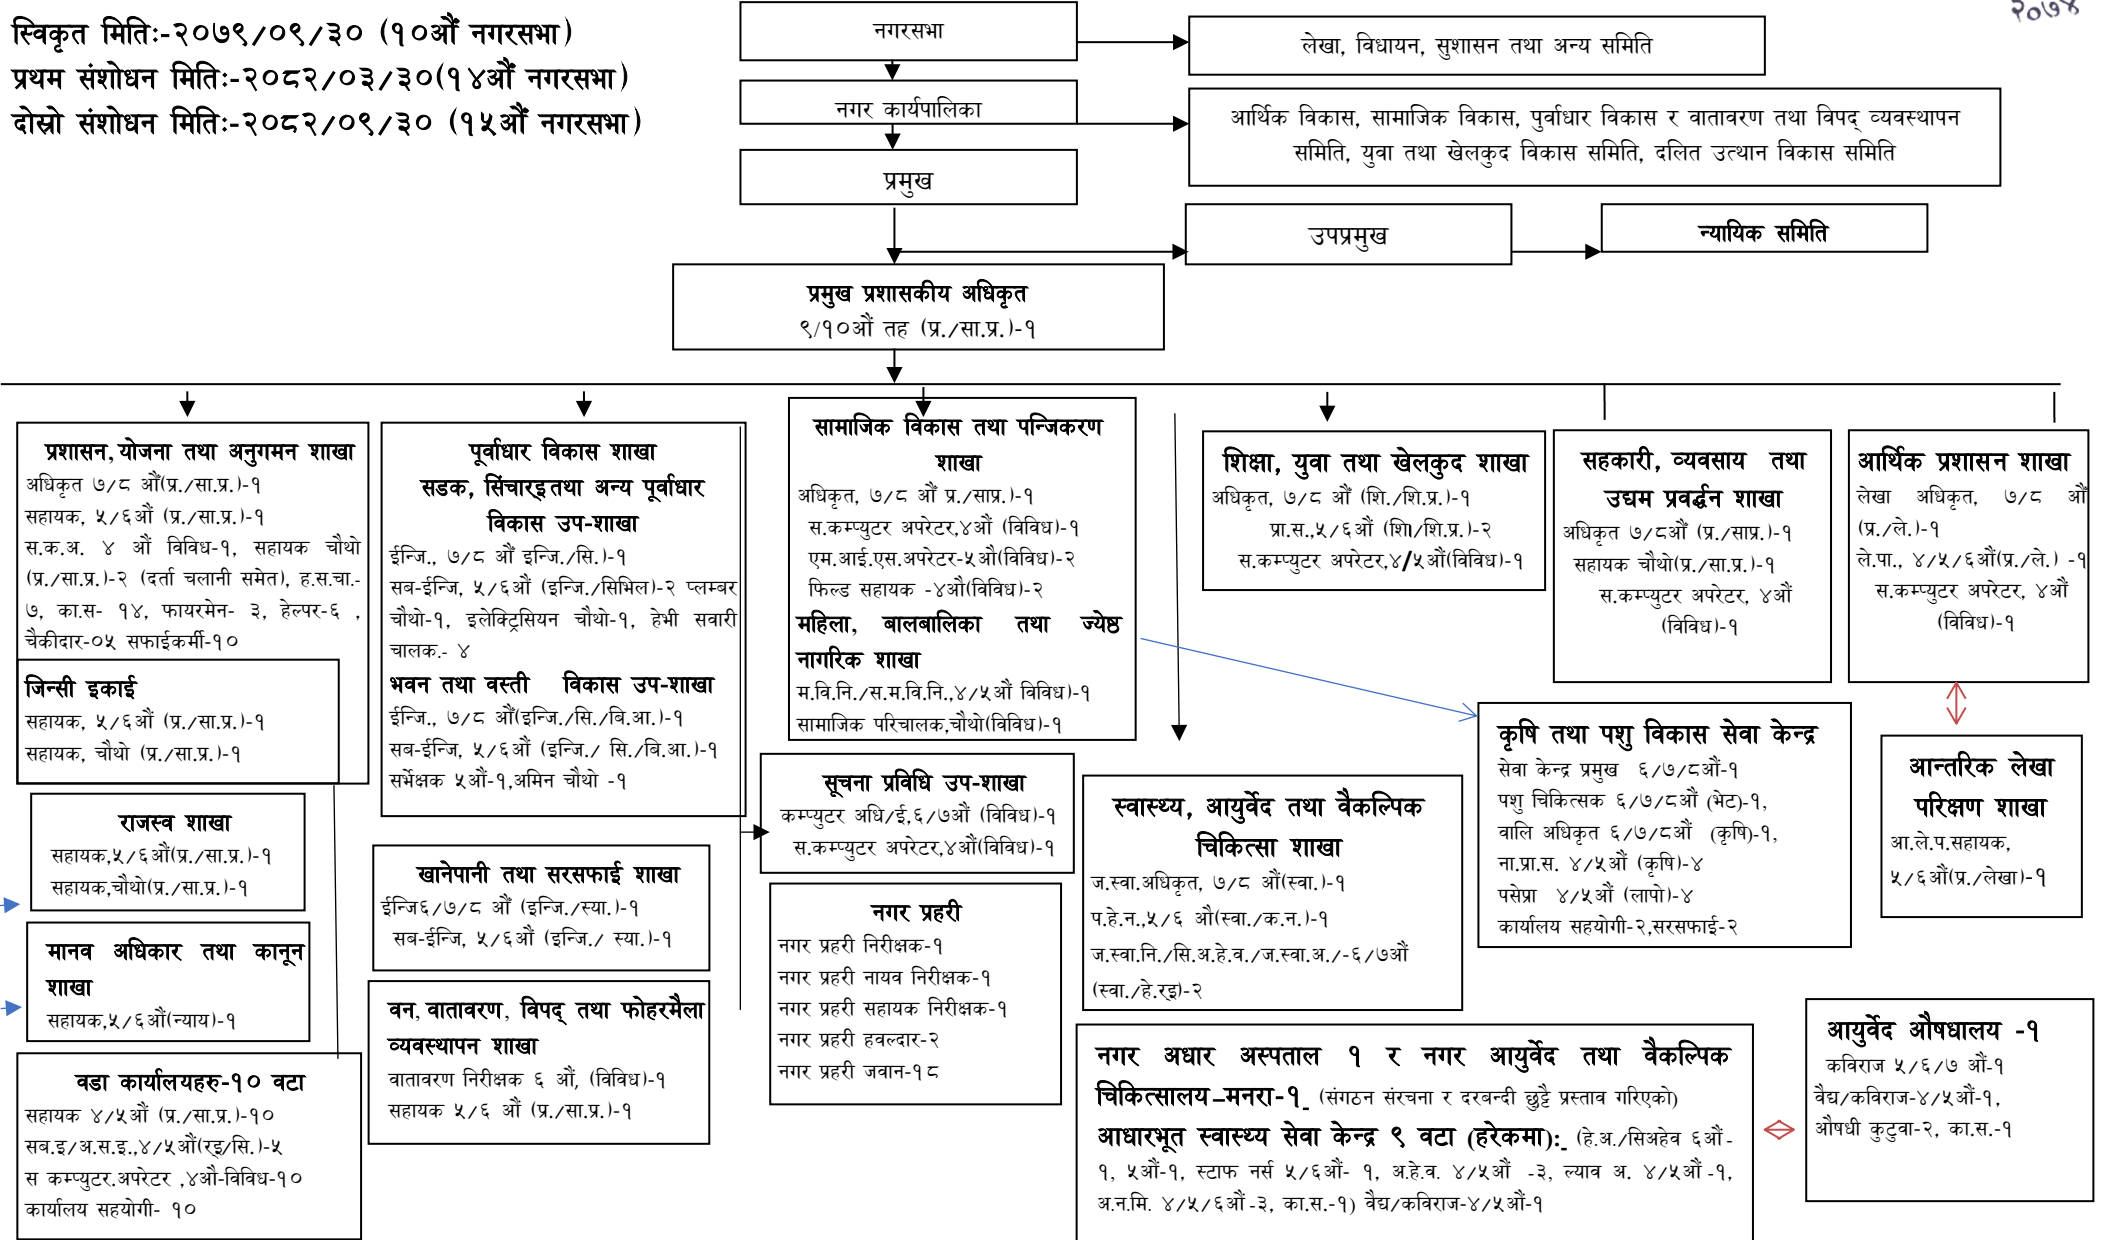 स्विकृत मितिः-२०७९/०९/३० (१०औं नगरसभा)
प्रथम संशोधन मितिः-२०८२/०३/३०(१४औं नगरसभा)
दोस्रो संशोधन मितिः-२०८२/०९/३० (१५औं नगरसभा)
२०७४
नगरसभा
लेखा, विधायन, सुशासन तथा अन्य समिति
नगर कार्यपालिका
आर्थिक विकास, सामाजिक विकास, पुर्वाधार विकास र वातावरण तथा विपद् व्यवस्थापन
समिति, युवा तथा खेलकुद विकास समिति, दलित उत्थान विकास समिति
प्रमुख
उपप्रमुख
न्यायिक समिति
प्रमुख प्रशासकीय अधिकृत
९/१०औं तह (प्र./सा.प्र.)-१
प्रशासन, योजना तथा अनुगमन शाखा
अधिकृत ७/८ औं(प्र./सा.प्र.)-१
सहायक, ५/६औं (प्र./सा.प्र.)-१
स.क.अ. ४ औं विविध-१, सहायक चौथो
(प्र./सा.प्र.)-२ (दर्ता चलानी समेत), ह.स.चा.-
७, का.स- १४, फायरमेन- ३, हेल्पर-६ ,
चैकीदार-०५ सफाईकर्मी-१०
जिन्सी इकाई
सहायक, ५/६औं (प्र./सा.प्र.)-१
सहायक, चौथो (प्र./सा.प्र.)-१
राजस्व शाखा
सहायक,५/६औं(प्र./सा.प्र.)-१
सहायक,चौथो(प्र./सा.प्र.)-१
मानव अधिकार तथा कानून
शाखा
सहायक,५/६औं(न्याय)-१
वडा कार्यालयहरु-१० वटा
सहायक ४/५औं (प्र./सा.प्र.)-१०
सब.इ/अ.स.इ.,४/५औं(रइ/सि.)-५
स कम्प्युटर.अपरेटर ,४औ-विविध-१०
कार्यालय सहयोगी- १०
पूर्वाधार विकास शाखा
सडक, सिंचारइतथा अन्य पूर्वाधार
विकास उप-शाखा
ईन्जि., ७/८ औं इन्जि./सि.)-१
सब-ईन्जि, ५/६औं (इन्जि./सिभिल)-२ प्लम्बर
चौथो-१, इलेक्ट्रिसियन चौथो-१, हेभी सवारी
चालक.- ४
भवन तथा वस्ती विकास उप-शाखा
ईन्जि., ७/८ औं(इन्जि./सि./बि.आ.)-१
सब-ईन्जि, ५/६औं (इन्जि./ सि./बि.आ.)-१
सर्भेक्षक ५औं-१,अमिन चौथो -१
खानेपानी तथा सरसफाई शाखा
ईन्जि६/७/८ औं (इन्जि./स्या.)-१
सब-ईन्जि, ५/६औं (इन्जि./ स्या.)-१
वन, वातावरण, विपद् तथा फोहरमैला
व्यवस्थापन शाखा
वातावरण निरीक्षक ६ औं, (विविध)-१
सहायक ५/६ औं (प्र./सा.प्र.)-१
सामाजिक विकास तथा पन्जिकरण
शाखा
अधिकृत, ७/८ औं प्र./साप्र.)-१
स.कम्प्युटर अपरेटर,४औं (विविध)-१
एम.आई.एस.अपरेटर-५औ(विविध)-२
फिल्ड सहायक -४औ(विविध)-२
महिला, बालबालिका तथा ज्येष्ठ
नागरिक शाखा
म.वि.नि./स.म.वि.नि.,४/५औं विविध)-१
सामाजिक परिचालक,चौथो(विविध)-१
सूचना प्रविधि उप-शाखा
कम्प्युटर अधि/ई,६/७औं (विविध)-१
स.कम्प्युटर अपरेटर,४औं(विविध)-१
नगर प्रहरी
नगर प्रहरी निरीक्षक-१
नगर प्रहरी नायव निरीक्षक-१
नगर प्रहरी सहायक निरीक्षक-१
नगर प्रहरी हवल्दार-२
नगर प्रहरी जवान-१८
शिक्षा, युवा तथा खेलकुद शाखा
अधिकृत, ७/८ औं (शि./शि.प्र.)-१
प्रा.स.,५/६औं (शि।/शि.प्र.)-२
स.कम्प्युटर अपरेटर,४/५औं(विविध)-१
स्वास्थ्य, आयुर्वेद तथा वैकल्पिक
चिकित्सा शाखा
ज.स्वा.अधिकृत, ७/८ औं(स्वा.)-१
प.हे.न.,५/६ औ(स्वा./क.न.)-१
ज.स्वा.नि./सि.अ.हे.व./ज.स्वा.अ./-६/७औं
(स्वा./हे.रइ)-२
सहकारी, व्यवसाय तथा
उद्यम प्रवर्द्धन शाखा
अधिकृत ७/८औं (प्र./साप्र.)-१
सहायक चौथो(प्र./सा.प्र.)-१
स.कम्प्युटर अपरेटर, ४औं
(विविध)-१
आर्थिक प्रशासन शाखा
लेखा अधिकृत, ७/८ औं
(प्र./ले.)-१
ले.पा., ४/५/६औं(प्र./ले.) -१
स.कम्प्युटर अपरेटर, ४औं
(विविध)-१
कृषि तथा पशु विकास सेवा केन्द्र
सेवा केन्द्र प्रमुख ६/७/८औं-१
पशु चिकित्सक ६/७/८औं (भेट)-१,
वालि अधिकृत ६/७/८औं (कृषि)-१,
ना.प्रा.स. ४/५औं (कृषि)-४
पसेप्रा ४/५औं (लापो)-४
कार्यालय सहयोगी-२,सरसफाई-२
आन्तरिक लेखा
परिक्षण शाखा
आ.ले.प.सहायक,
५/६औं(प्र./लेखा)-१
नगर अधार अस्पताल १ र नगर आयुर्वेद तथा वैकल्पिक
चिकित्सालय–मनरा-१. (संगठन संरचना र दरवन्दी छुट्टै प्रस्ताव गरिएको)
आधारभूत स्वास्थ्य सेवा केन्द्र ९ वटा (हरेकमा):. (हे.अ./सिअहेव ६औं-
१, ५औं-१, स्टाफ नर्स ५/६औं- १, अ.हे.व. ४/५औं -३, ल्याव अ. ४/५औं -१,
अ.न.मि. ४/५/६औं -३, का.स.-१) वैद्य/कविराज-४/५औं-१
आयुर्वेद औषधालय -१
कविराज ५/६/७ औं-१
वैद्य/कविराज-४/५औं-१,
औषधी कुटुवा-२, का.स.-१